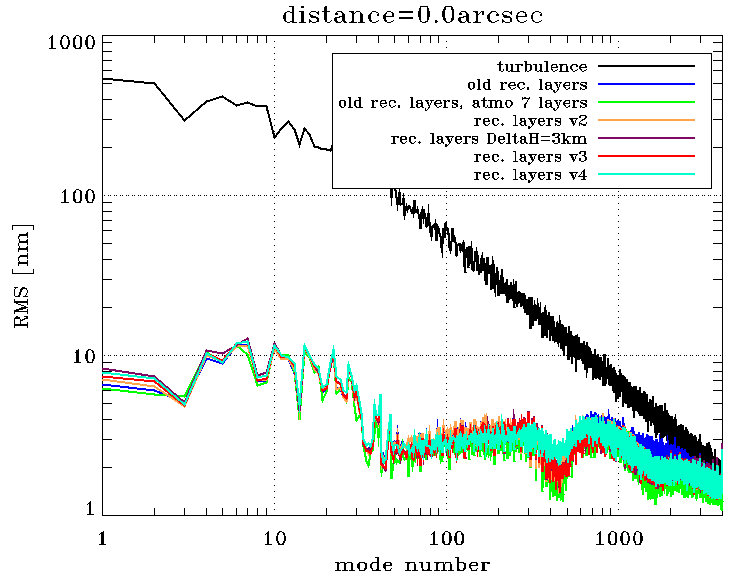 distance=0.0arcsec
1000
100
10
1
RMS [nm]
turbulence
old rec. layers
old rec. layers, atmo 7 layers
rec. layers v2
rec. layers DeltaH=3km
rec. layers v3
rec. layers v4
1
10
100
1000
mode number